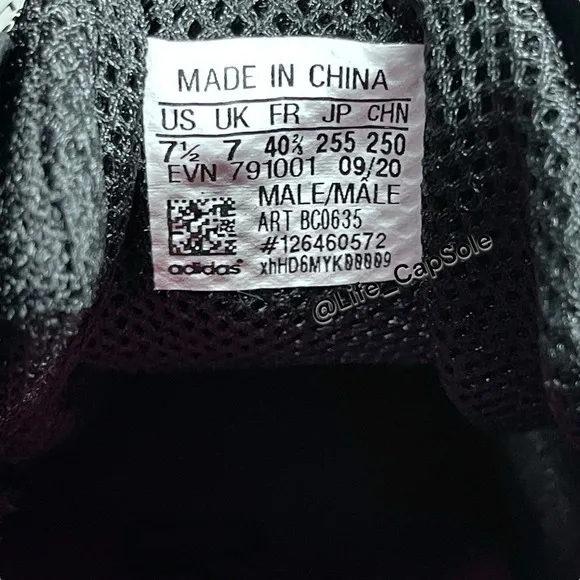 MADE IN CHINA
US UK FR JP CHN
7½ 7 40⅔ 255 250
EVN 791001 09/20
MALE/MÂLE
ART BC0635
#126460572
adidas xhHD6MYK00009
@Life_CapSole